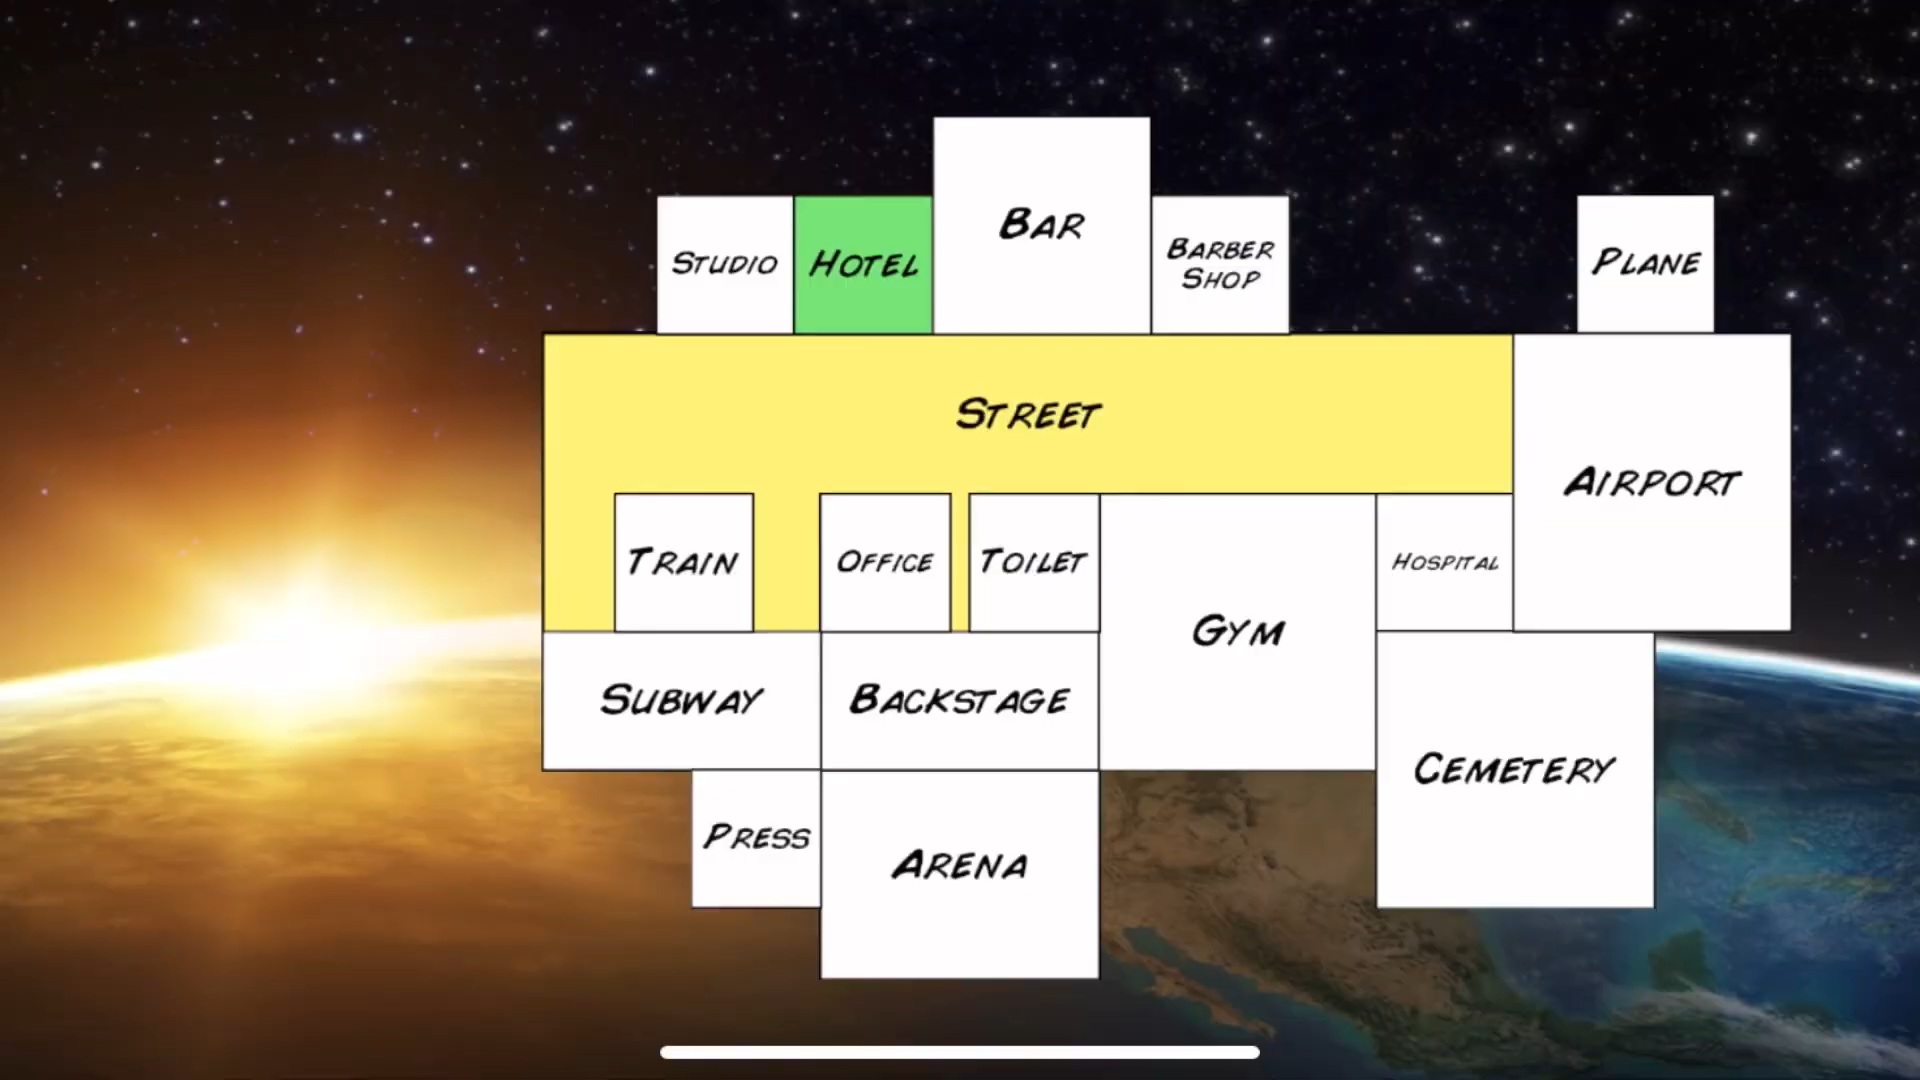 Bar
Studio
Hotel
Barber
Shop
Plane
Street
Airport
Train
Office
Toilet
Hospital
Gym
Subway
Backstage
Cemetery
Press
Arena